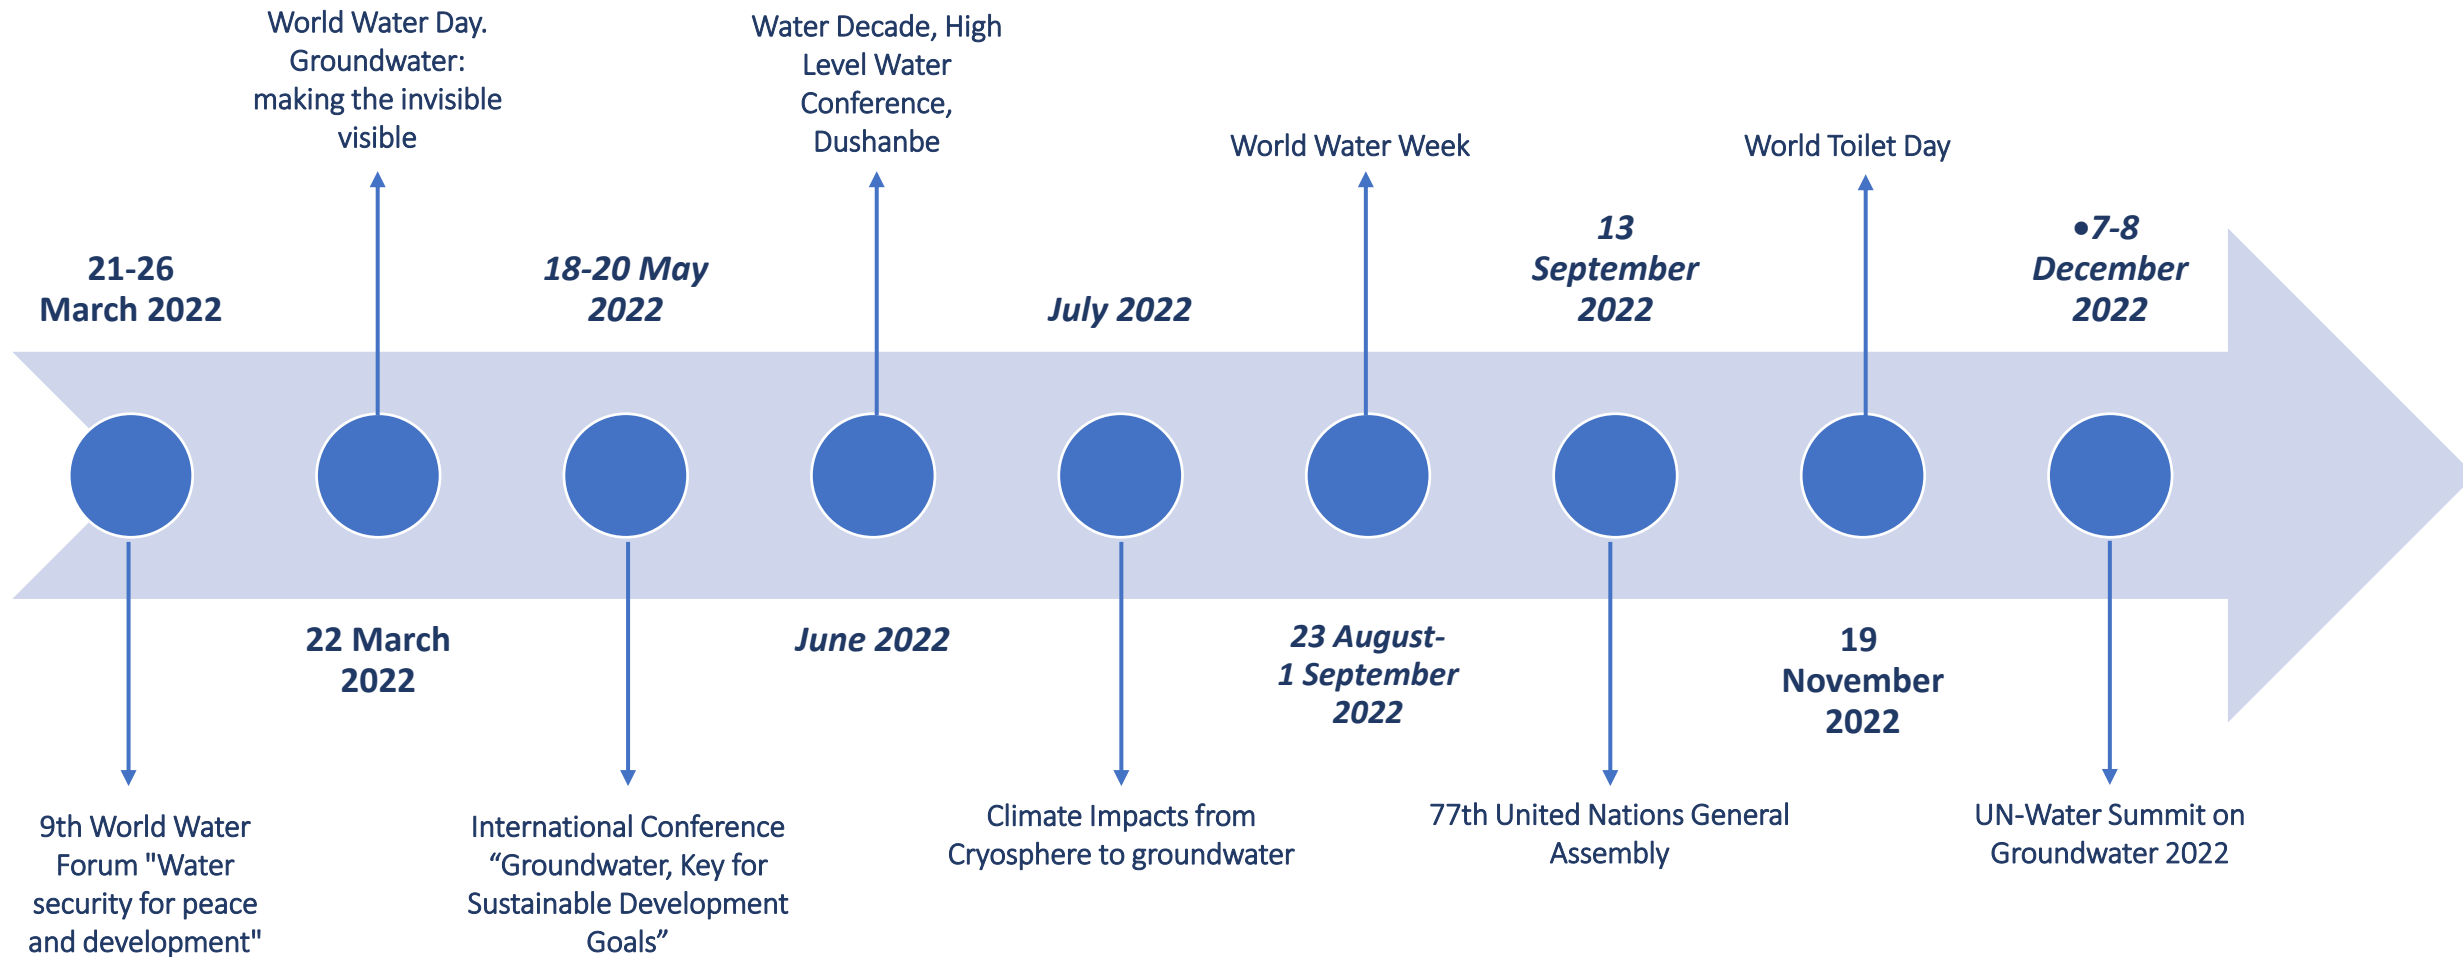 World Water Day.
Groundwater:
making the invisible
visible
Water Decade, High
Level Water
Conference,
Dushanbe
World Water Week
World Toilet Day
21-26
March 2022
18-20 May
2022
July 2022
13
September
2022
•7-8
December
2022
22 March
2022
June 2022
23 August-
1 September
2022
19
November
2022
9th World Water
Forum "Water
security for peace
and development"
International Conference
“Groundwater, Key for
Sustainable Development
Goals”
Climate Impacts from
Cryosphere to groundwater
77th United Nations General
Assembly
UN-Water Summit on
Groundwater 2022